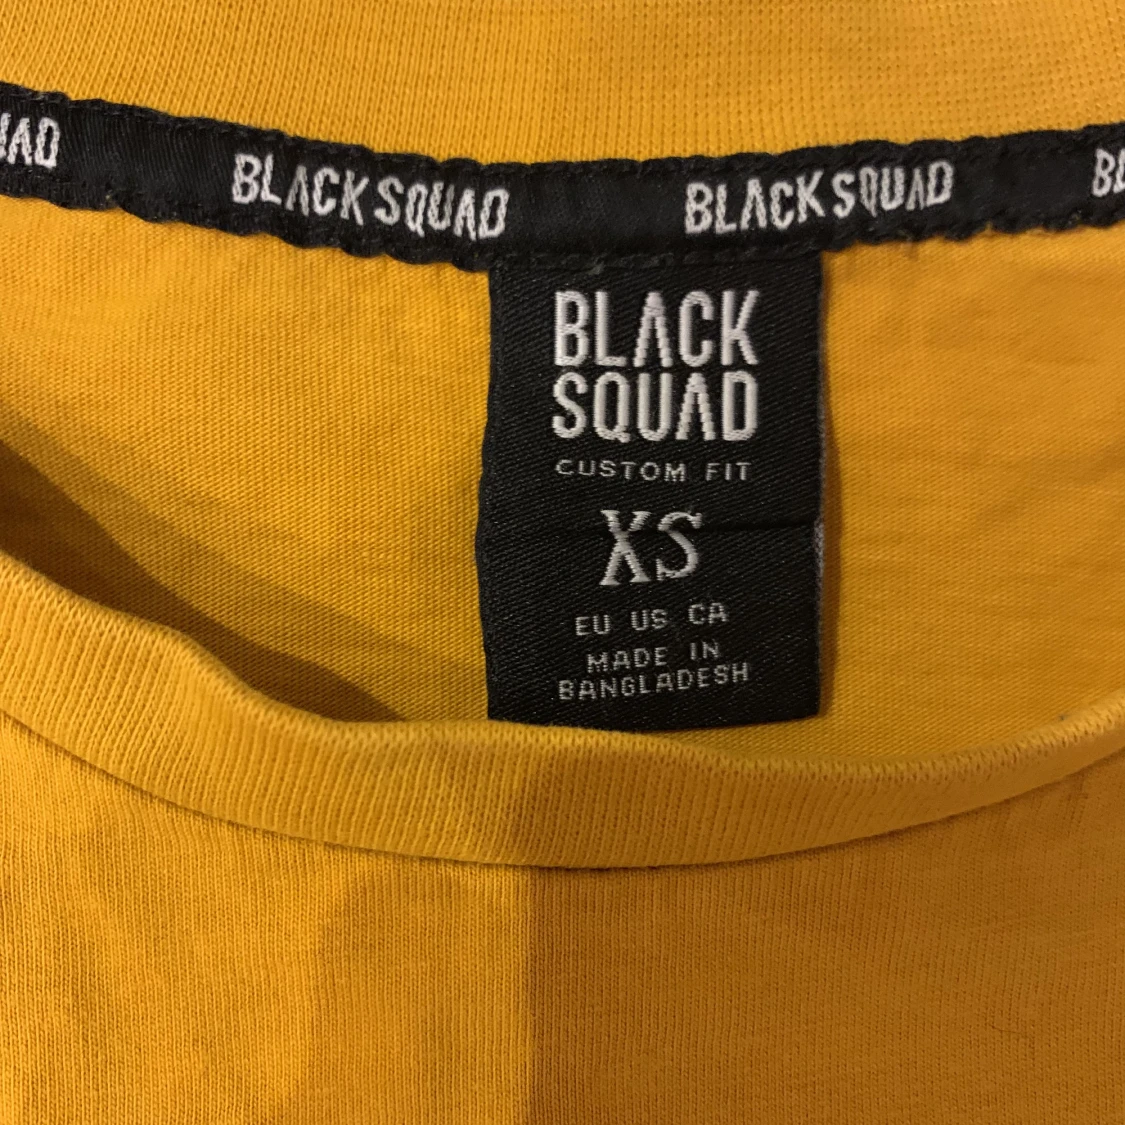 BLACK SQUAD BLACK SQUAD
BLACK
SQUAD
CUSTOM FIT
XS
EU US CA
MADE IN
BANGLADESH